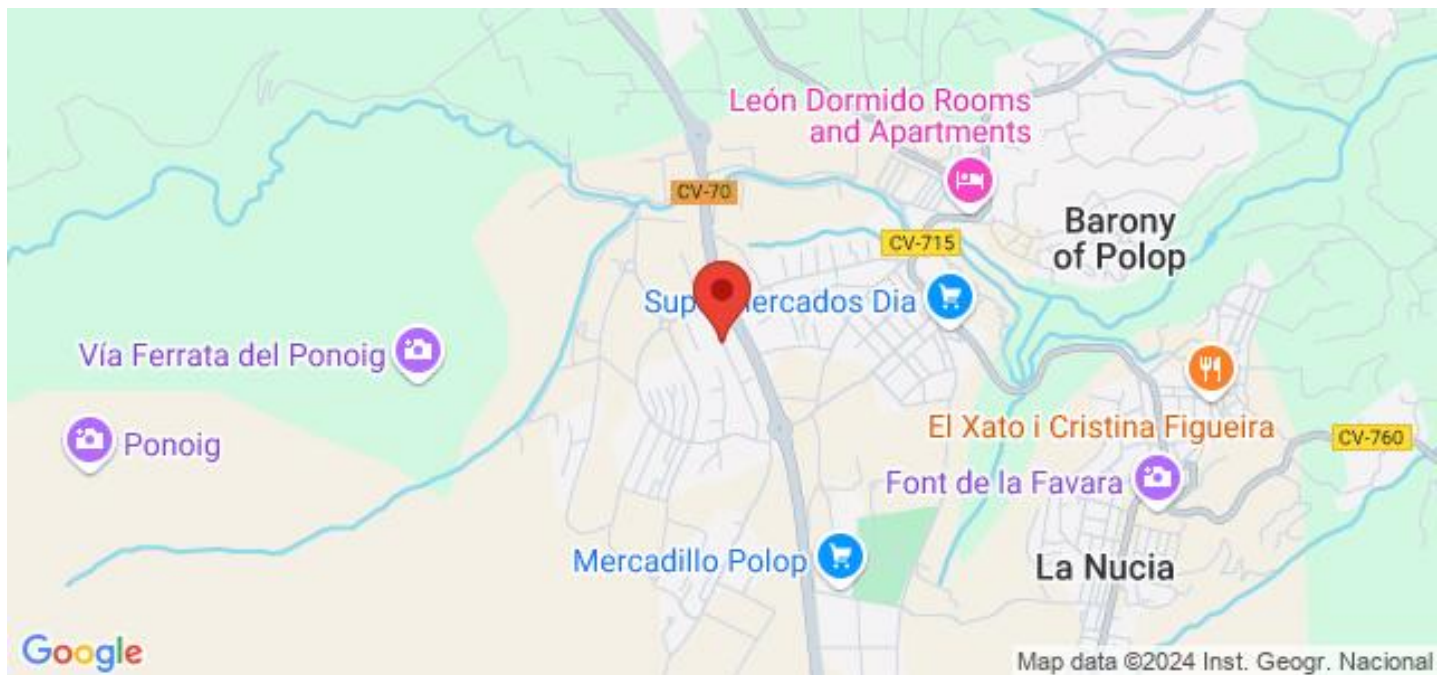 León Dormido Rooms
and Apartments
CV-70
Barony
of Polop
CV-715
Sup ermercados Dia
Vía Ferrata del Ponoig
El Xato i Cristina Figueira
Ponoig
CV-760
Font de la Favara
Mercadillo Polop
La Nucia
Google
Map data ©2024 Inst. Geogr. Nacional